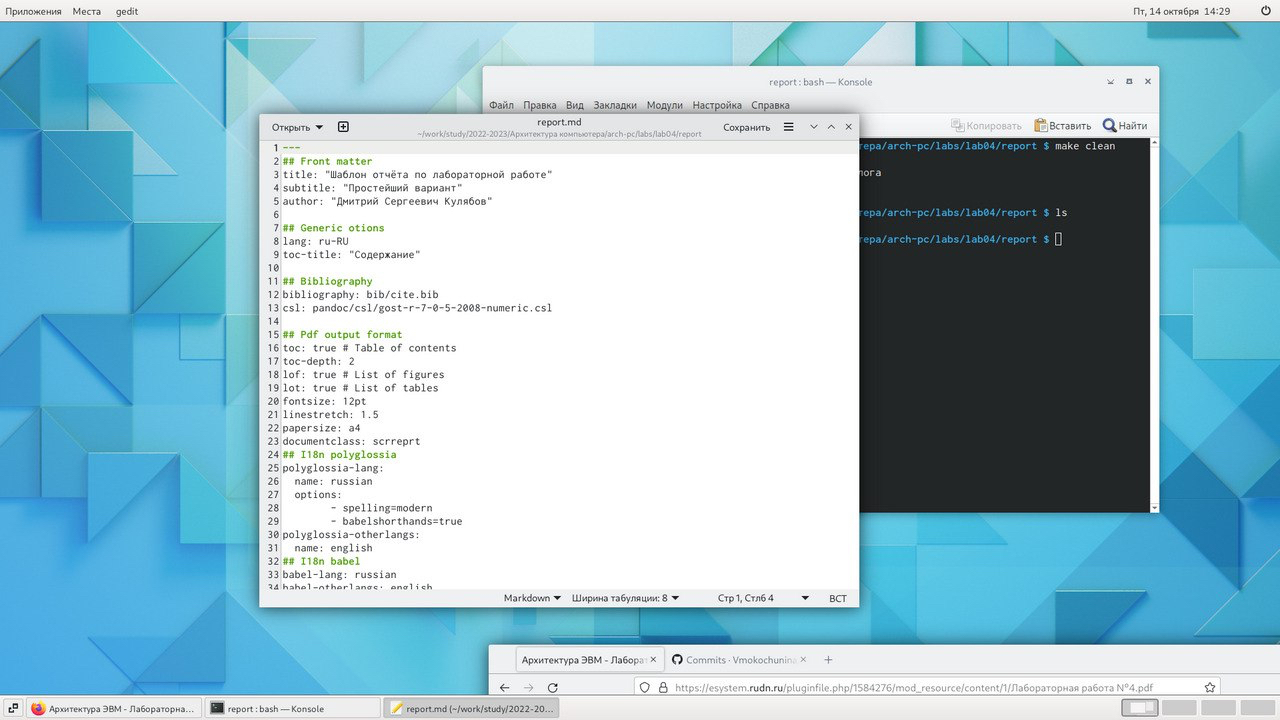 Приложения Места gedit Пт, 14 октября 14:29
report : bash — Konsole
Файл Правка Вид Закладки Модули Настройка Справка
Копировать Вставить Найти
repa/arch-pc/labs/lab04/report $ make clean
repa/arch-pc/labs/lab04/report $ ls
repa/arch-pc/labs/lab04/report $
Открыть report.md Сохранить
~/work/study/2022-2023/Архитектура компьютера/arch-pc/labs/lab04/report
1 ---
2 ## Front matter
3 title: "Шаблон отчёта по лабораторной работе"
4 subtitle: "Простейший вариант"
5 author: "Дмитрий Сергеевич Кулябов"
6
7 ## Generic otions
8 lang: ru-RU
9 toc-title: "Содержание"
10
11 ## Bibliography
12 bibliography: bib/cite.bib
13 csl: pandoc/csl/gost-r-7-0-5-2008-numeric.csl
14
15 ## Pdf output format
16 toc: true # Table of contents
17 toc-depth: 2
18 lof: true # List of figures
19 lot: true # List of tables
20 fontsize: 12pt
21 linestretch: 1.5
22 papersize: a4
23 documentclass: scrreprt
24 ## I18n polyglossia
25 polyglossia-lang:
26 name: russian
27 options:
28 - spelling=modern
29 - babelshorthands=true
30 polyglossia-otherlangs:
31 name: english
32 ## I18n babel
33 babel-lang: russian
34 babel-otherlangs: english
Markdown Ширина табуляции: 8 Стр 1, Стлб 4 ВСТ
Архитектура ЭВМ - Лабора Commits · Vmokochunina
https://esystem.rudn.ru/pluginfile.php/1584276/mod_resource/content/1/Лабораторная работа №4.pdf
Архитектура ЭВМ - Лабораторна... report : bash — Konsole report.md (~/work/study/2022-20...